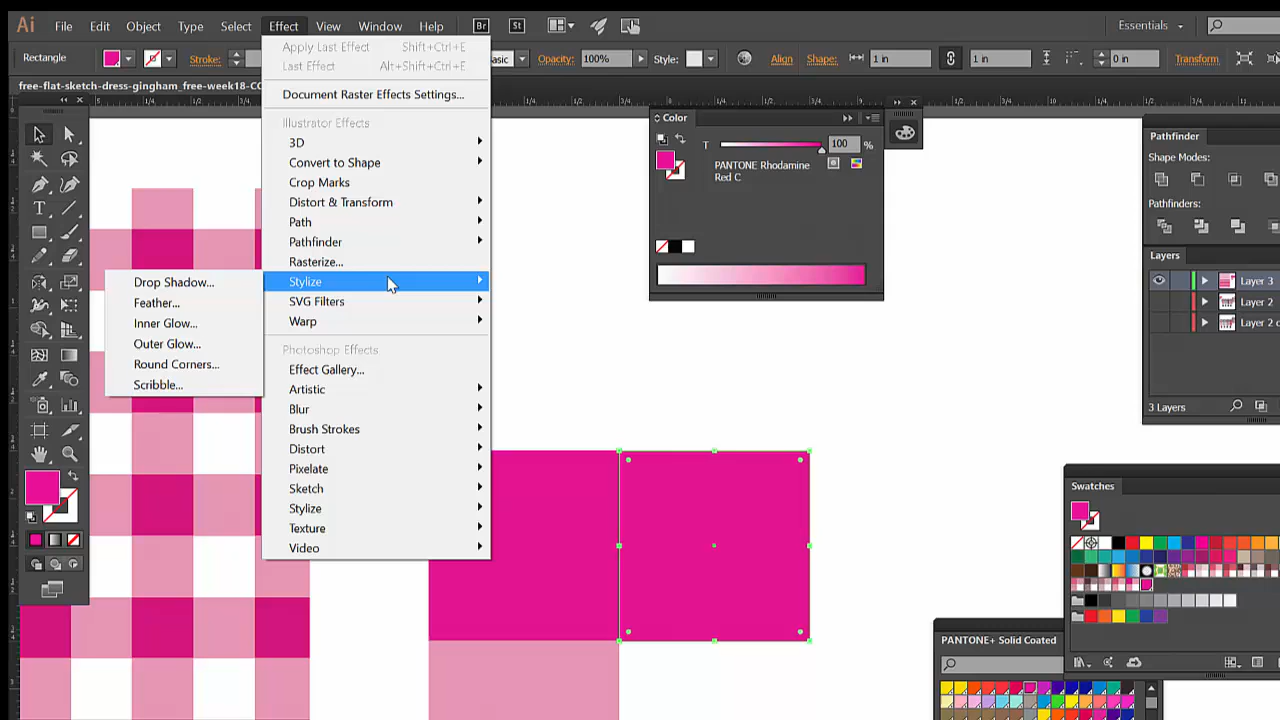 Ai File Edit Object Type Select Effect View Window Help Br St Essentials
Rectangle Stroke: Opacity: 100% Style: Align Shape: 1 in 1 in 0 in Transform
free-flat-sketch-dress-gingham_free-week18-CC
Apply Last Effect Shift+Ctrl+E
Last Effect Alt+Shift+Ctrl+E
Document Raster Effects Settings...
Illustrator Effects
3D
Convert to Shape
Crop Marks
Distort & Transform
Path
Pathfinder
Rasterize...
Stylize
SVG Filters
Warp
Photoshop Effects
Effect Gallery...
Artistic
Blur
Brush Strokes
Distort
Pixelate
Sketch
Stylize
Texture
Video
Drop Shadow...
Feather...
Inner Glow...
Outer Glow...
Round Corners...
Scribble...
Color
T 100 %
PANTONE Rhodamine
Red C
Pathfinder
Shape Modes:
Pathfinders:
Layers
Layer 3
Layer 2
Layer 2 c
3 Layers
Swatches
PANTONE+ Solid Coated